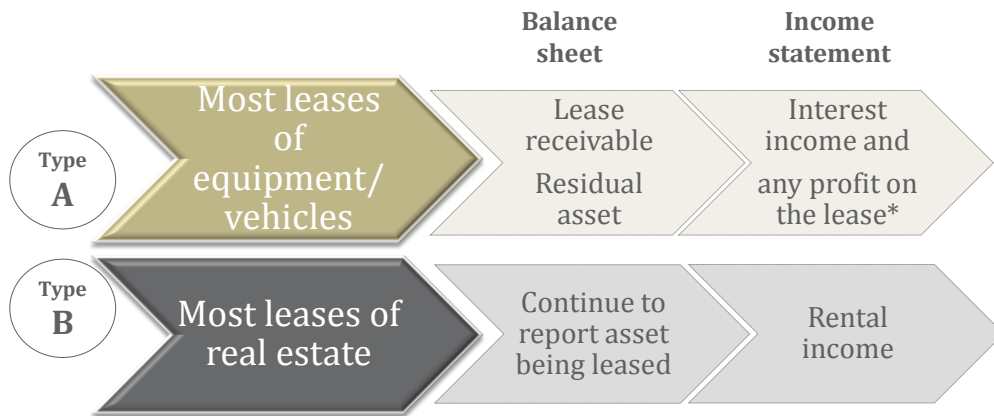 Balance
sheet
Income
statement
Type
A
Most leases
of
equipment/
vehicles
Lease
receivable
Residual
asset
Interest
income and
any profit on
the lease*
Type
B
Most leases of
real estate
Continue to
report asset
being leased
Rental
income